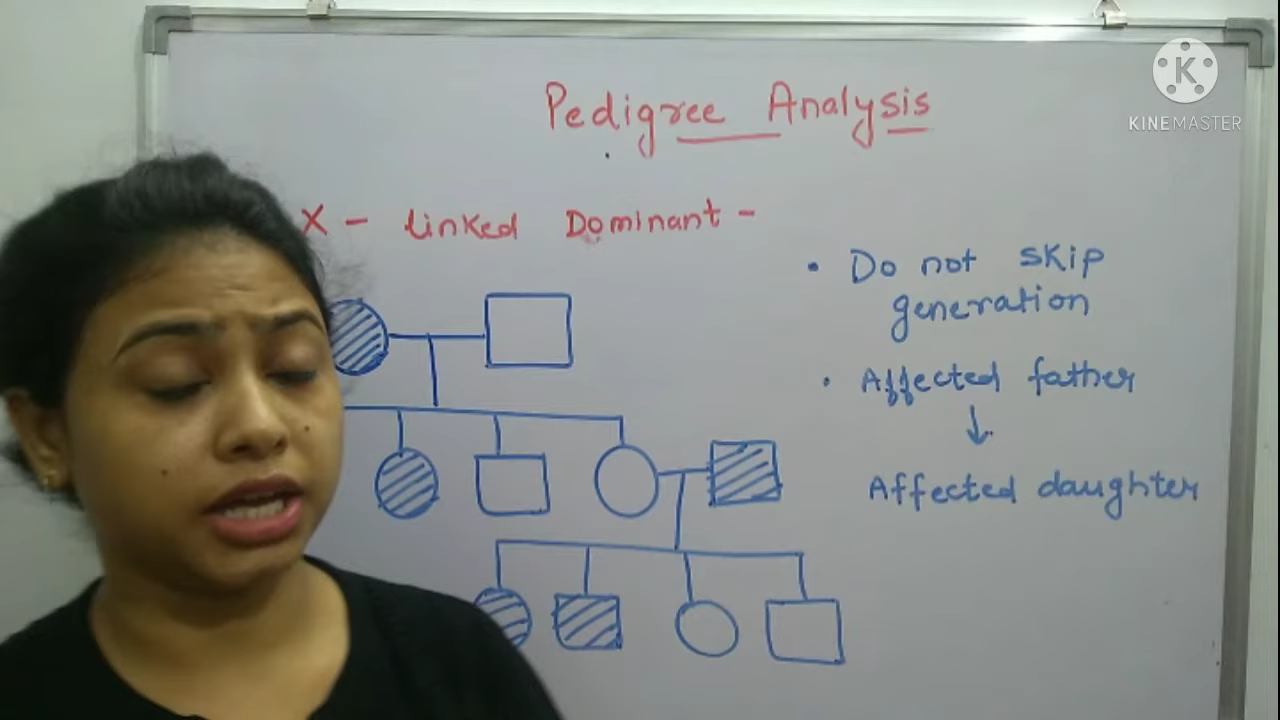 Pedigree Analysis
KINEMASTER
X - linked Dominant -
• Do not skip
generation
• Affected father
↓
Affected daughter